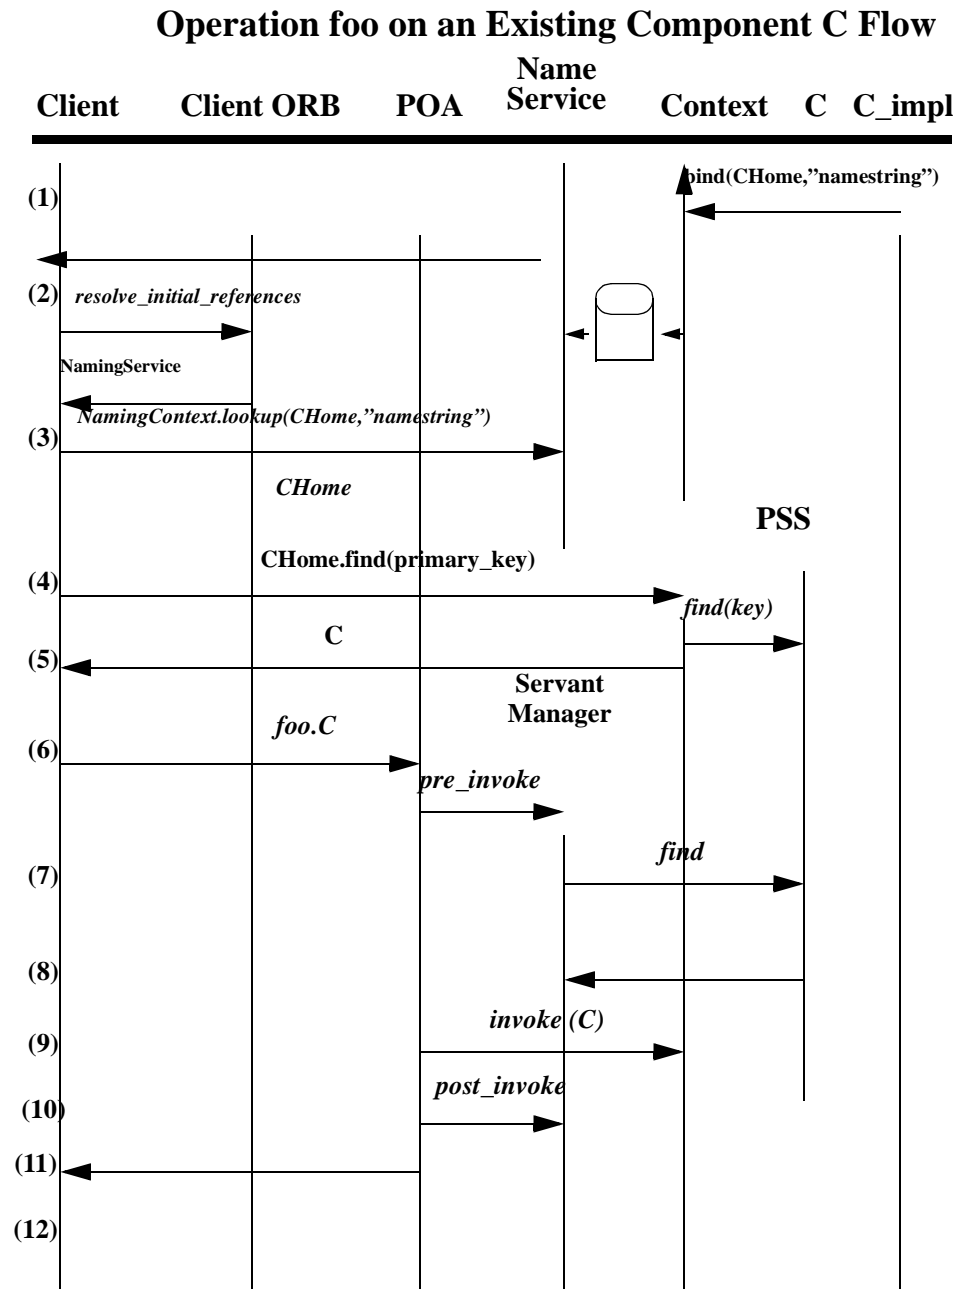 Operation foo on an Existing Component C Flow
Name
Service
Client Client ORB POA Context C C_impl
bind(CHome,”namestring”)
(1)
(2) resolve_initial_references
NamingService
NamingContext.lookup(CHome,”namestring”)
(3)
CHome
PSS
CHome.find(primary_key)
(4)
find(key)
C
(5)
Servant
Manager
foo.C
(6)
pre_invoke
find
(7)
(8)
invoke (C)
(9)
post_invoke
(10)
(11)
(12)